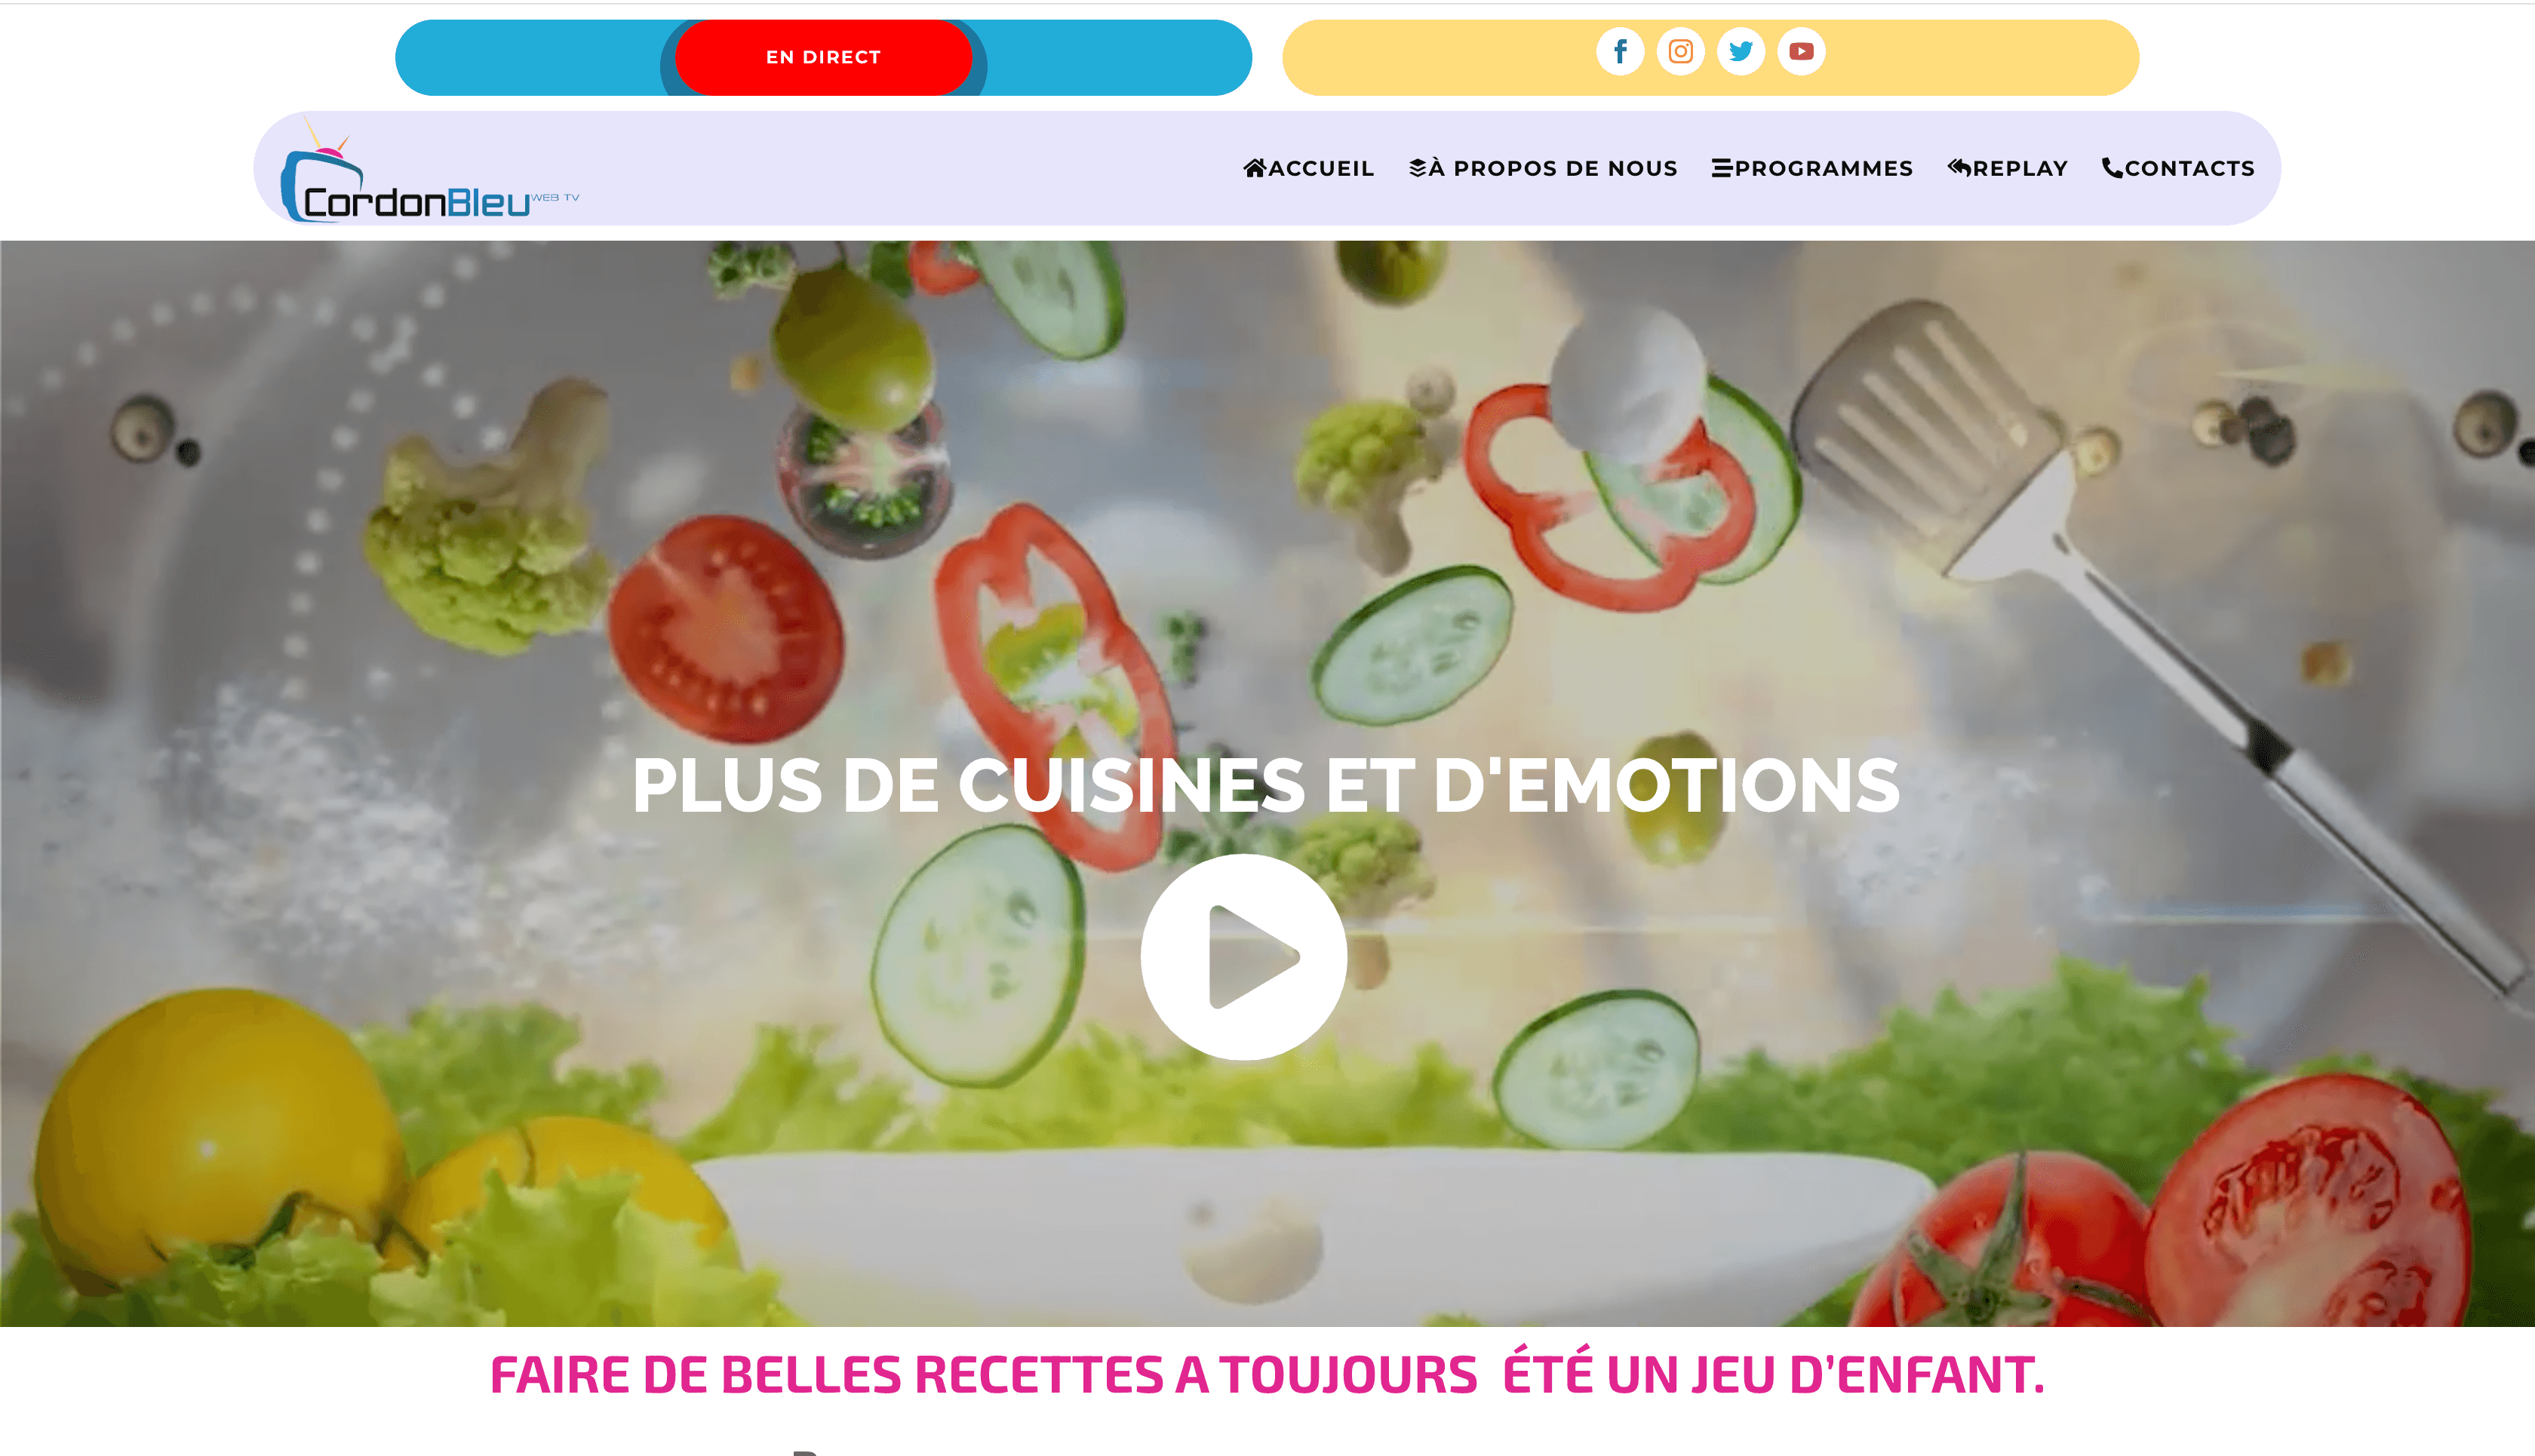 EN DIRECT
CordonBleu WEB TV
ACCUEIL À PROPOS DE NOUS PROGRAMMES REPLAY CONTACTS
PLUS DE CUISINES ET D'EMOTIONS
FAIRE DE BELLES RECETTES A TOUJOURS ÉTÉ UN JEU D’ENFANT.